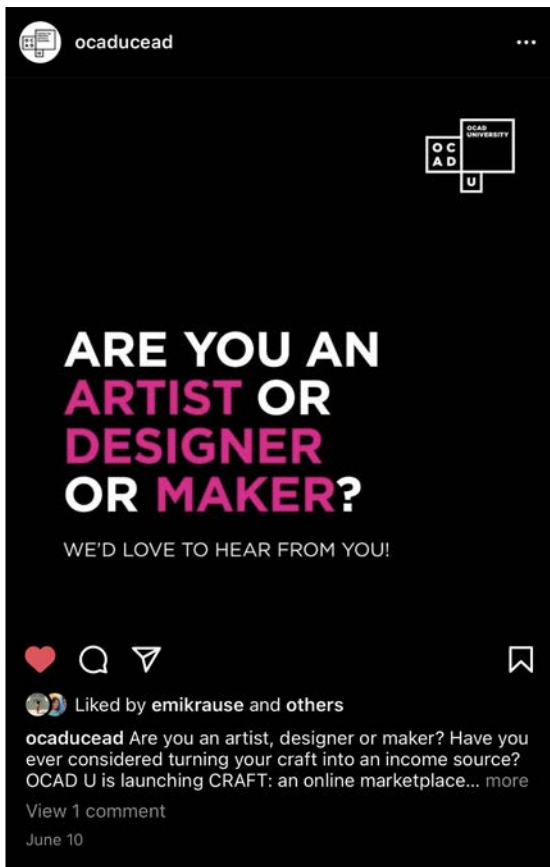 ocaducead
OCAD
UNIVERSITY
O C
A D
U
ARE YOU AN
ARTIST OR
DESIGNER
OR MAKER?
WE'D LOVE TO HEAR FROM YOU!
Liked by emikrause and others
ocaducead Are you an artist, designer or maker? Have you
ever considered turning your craft into an income source?
OCAD U is launching CRAFT: an online marketplace... more
View 1 comment
June 10